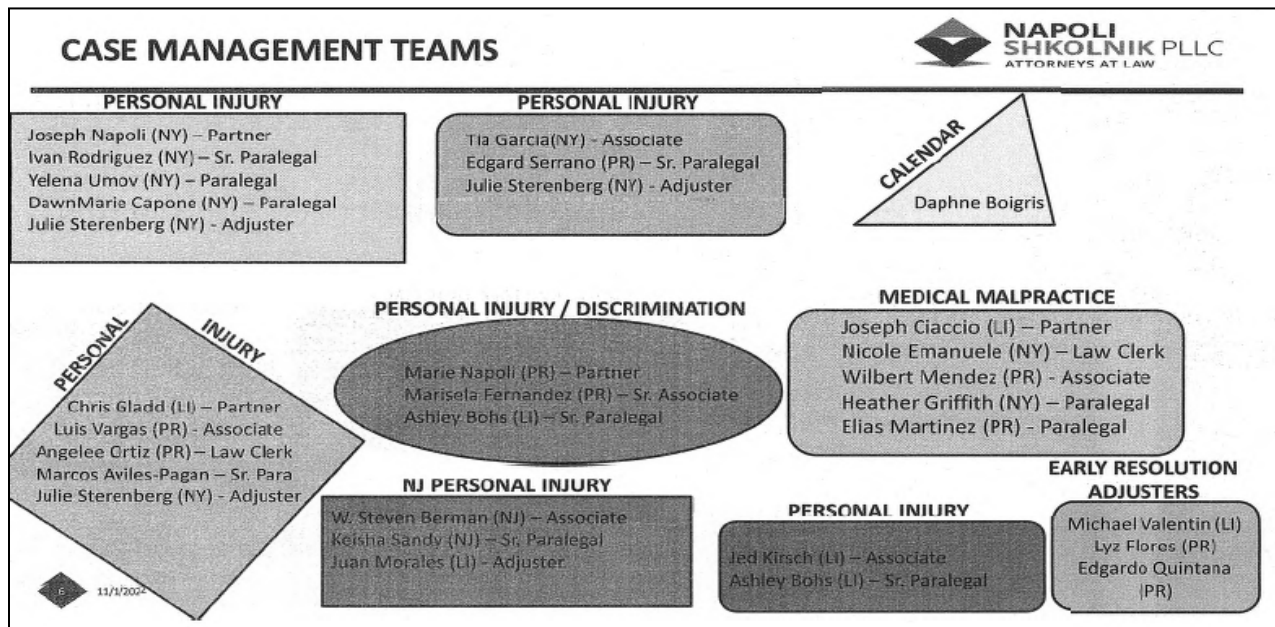 CASE MANAGEMENT TEAMS
NAPOLI
SHKOLNIK PLLC
ATTORNEYS AT LAW
PERSONAL INJURY
Joseph Napoli (NY) – Partner
Ivan Rodriguez (NY) – Sr. Paralegal
Yelena Umov (NY) – Paralegal
DawnMarie Capone (NY) – Paralegal
Julie Sterenberg (NY) - Adjuster
PERSONAL INJURY
Tia Garcia(NY) - Associate
Edgard Serrano (PR) – Sr. Paralegal
Julie Sterenberg (NY) - Adjuster
CALENDAR
Daphne Boigris
PERSONAL INJURY
Chris Gladd (LI) – Partner
Luis Vargas (PR) - Associate
Angelee Ortiz (PR) – Law Clerk
Marcos Aviles-Pagan – Sr. Para
Julie Sterenberg (NY) - Adjuster
PERSONAL INJURY / DISCRIMINATION
Marie Napoli (PR) – Partner
Marisela Fernandez (PR) – Sr. Associate
Ashley Bohs (LI) – Sr. Paralegal
MEDICAL MALPRACTICE
Joseph Ciaccio (LI) – Partner
Nicole Emanuele (NY) – Law Clerk
Wilbert Mendez (PR) - Associate
Heather Griffith (NY) – Paralegal
Elias Martinez (PR) - Paralegal
NJ PERSONAL INJURY
W. Steven Berman (NJ) – Associate
Keisha Sandy (NJ) – Sr. Paralegal
Juan Morales (LI) - Adjuster
PERSONAL INJURY
Jed Kirsch (LI) – Associate
Ashley Bohs (LI) – Sr. Paralegal
EARLY RESOLUTION
ADJUSTERS
Michael Valentin (LI)
Lyz Flores (PR)
Edgardo Quintana
(PR)
6